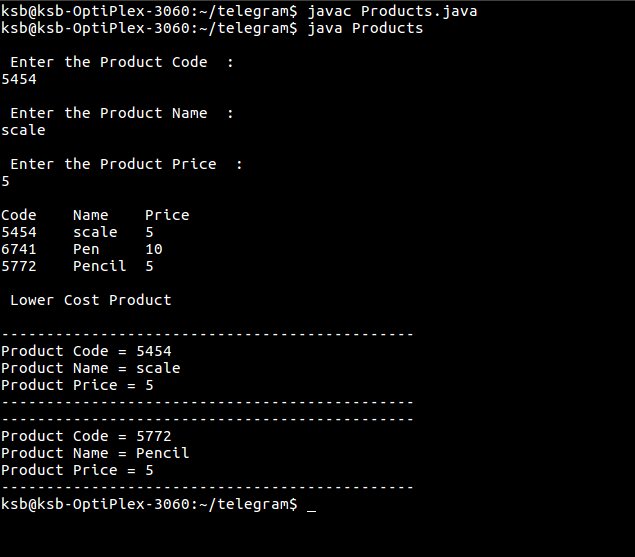 ksb@ksb-OptiPlex-3060:~/telegram$ javac Products.java
ksb@ksb-OptiPlex-3060:~/telegram$ java Products
Enter the Product Code  :
5454
Enter the Product Name  :
scale
Enter the Product Price  :
5
Code    Name    Price
5454    scale   5
6741    Pen     10
5772    Pencil  5
Lower Cost Product
----------------------------------------------
Product Code = 5454
Product Name = scale
Product Price = 5
----------------------------------------------
----------------------------------------------
Product Code = 5772
Product Name = Pencil
Product Price = 5
----------------------------------------------
ksb@ksb-OptiPlex-3060:~/telegram$ _